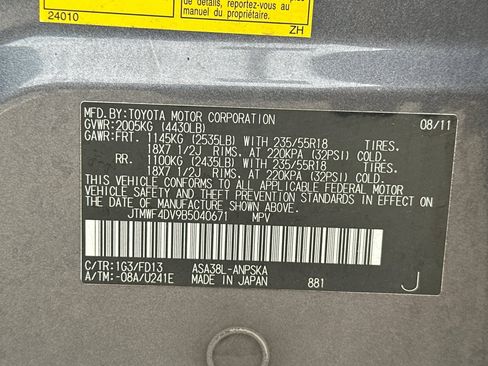 de détails, reportez-vous au
manuel du propriétaire.
24010 ZH
MFD.BY:TOYOTA MOTOR CORPORATION 08/11
GVWR:2005KG (4430LB)
GAWR:FRT. 1145KG (2535LB) WITH 235/55R18 TIRES.
18X7 1/2J RIMS. AT 220KPA (32PSI) COLD.
RR. 1100KG (2435LB) WITH 235/55R18 TIRES.
18X7 1/2J RIMS. AT 220KPA (32PSI) COLD.
THIS VEHICLE CONFORMS TO ALL APPLICABLE FEDERAL MOTOR
VEHICLE SAFETY AND BUMPER STANDARDS IN EFFECT ON
THE DATE OF MANUFACTURE SHOWN ABOVE.
JTMWF4DV9B5040671 MPV
C/TR:1G3/FD13 ASA38L-ANPSKA
A/TM:-08A/U241E MADE IN JAPAN 881 J